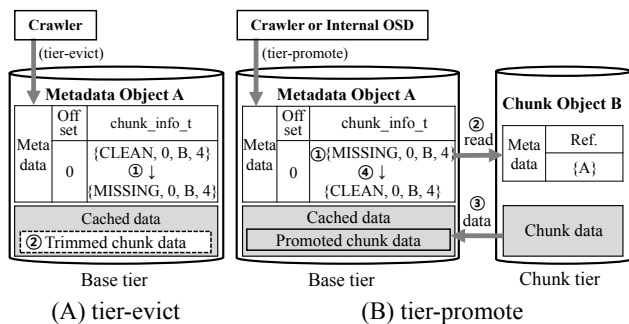 Crawler
(tier-evict)
Metadata Object A
Meta data
Off set
chunk_info_t
0
{CLEAN, 0, B, 4}
① ↓
{MISSING, 0, B, 4}
Cached data
② Trimmed chunk data
Base tier
(A) tier-evict
Crawler or Internal OSD
(tier-promote)
Metadata Object A
Meta data
Off set
chunk_info_t
0
①{MISSING, 0, B, 4}
④ ↓
{CLEAN, 0, B, 4}
Cached data
Promoted chunk data
Base tier
②
read
③
data
Chunk Object B
Meta data
Ref.
{A}
Chunk data
Chunk tier
(B) tier-promote